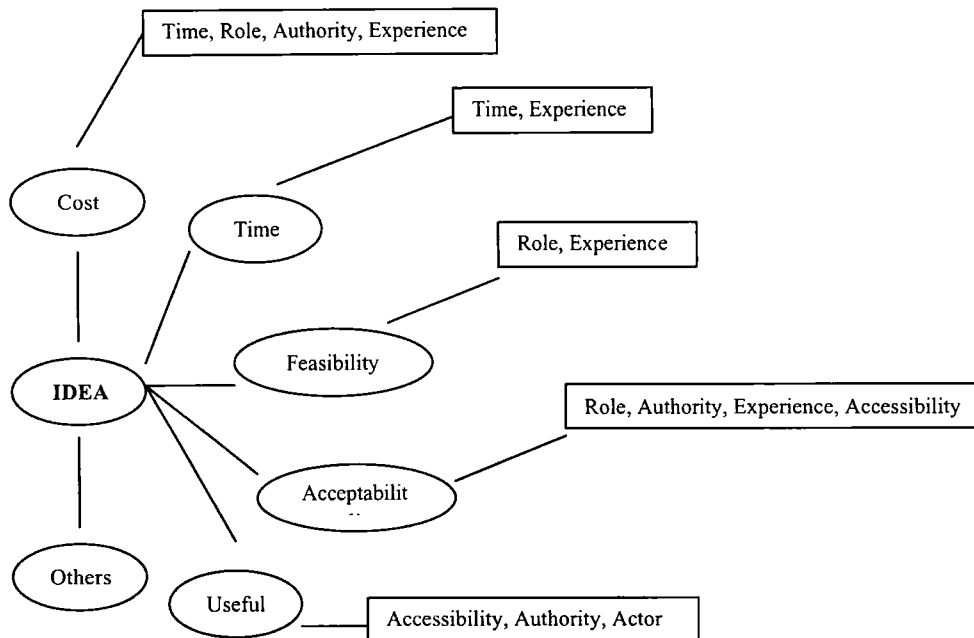 Time, Role, Authority, Experience
Time, Experience
Cost
Time
Role, Experience
Feasibility
IDEA
Role, Authority, Experience, Accessibility
Acceptabilit
Others
Useful
Accessibility, Authority, Actor